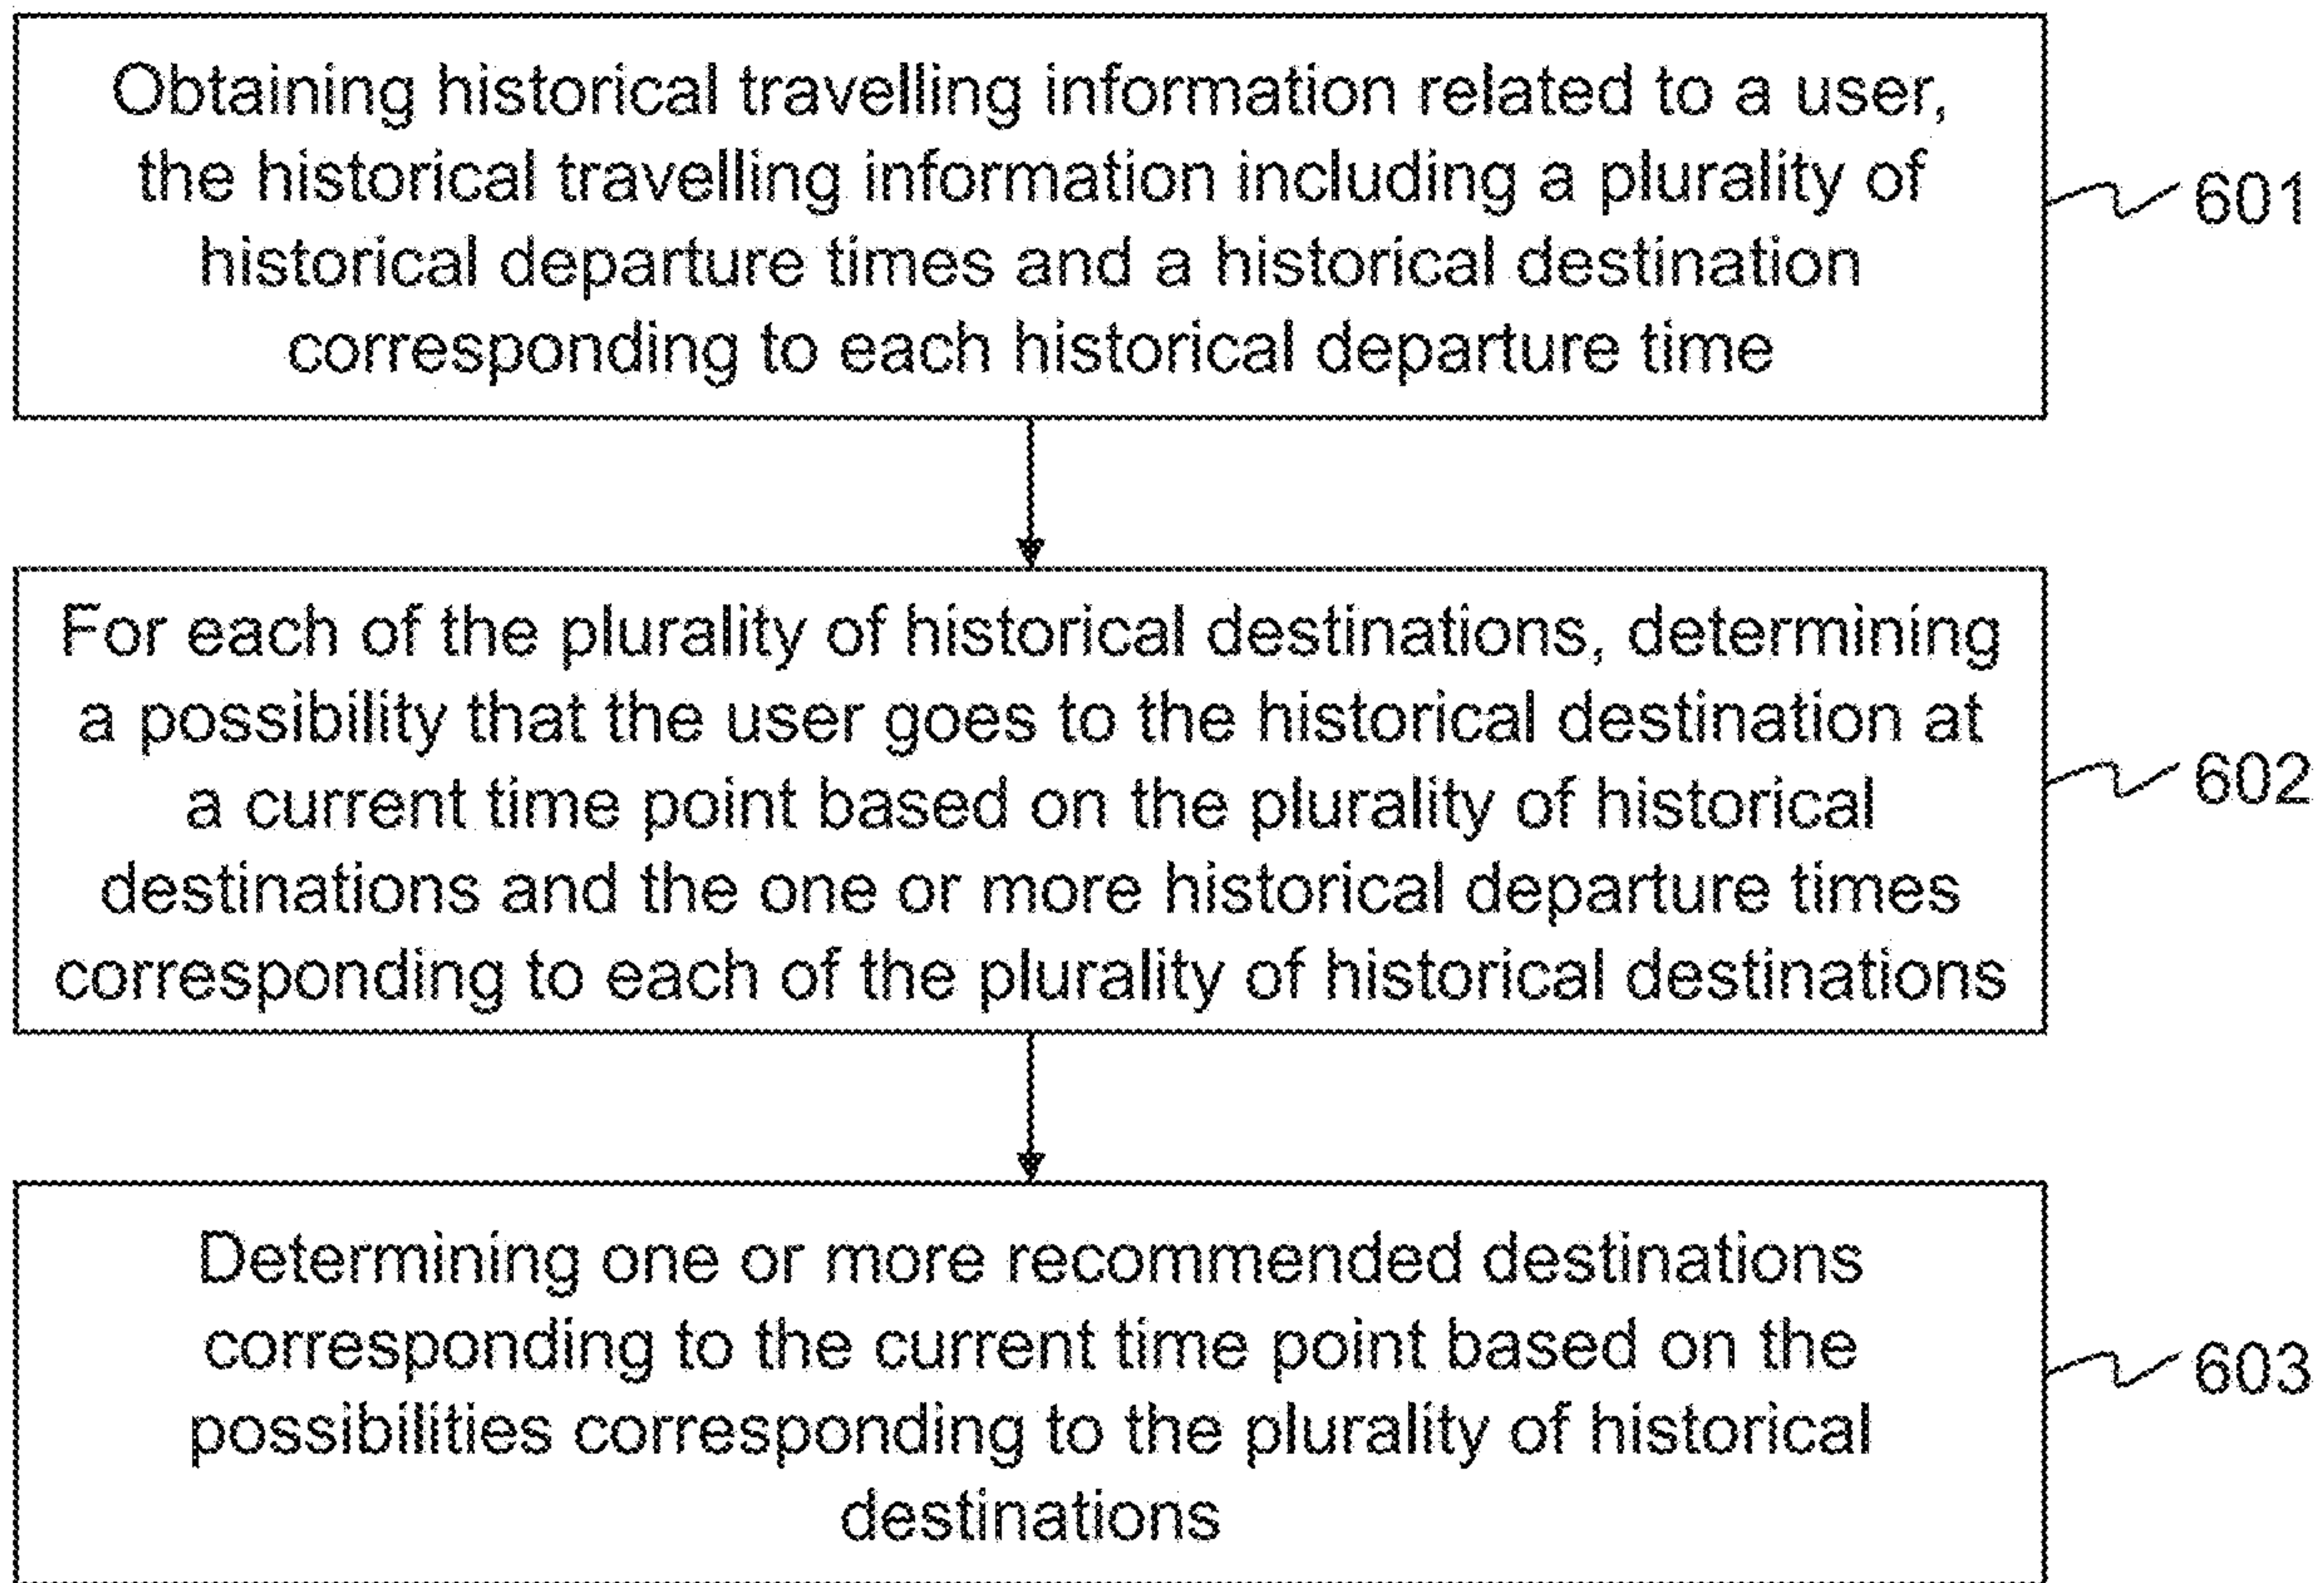 Obtaining historical travelling information related to a user,
the historical travelling information including a plurality of
historical departure times and a historical destination
corresponding to each historical departure time
601
For each of the plurality of historical destinations, determining
a possibility that the user goes to the historical destination at
a current time point based on the plurality of historical
destinations and the one or more historical departure times
corresponding to each of the plurality of historical destinations
602
Determining one or more recommended destinations
corresponding to the current time point based on the
possibilities corresponding to the plurality of historical
destinations
603